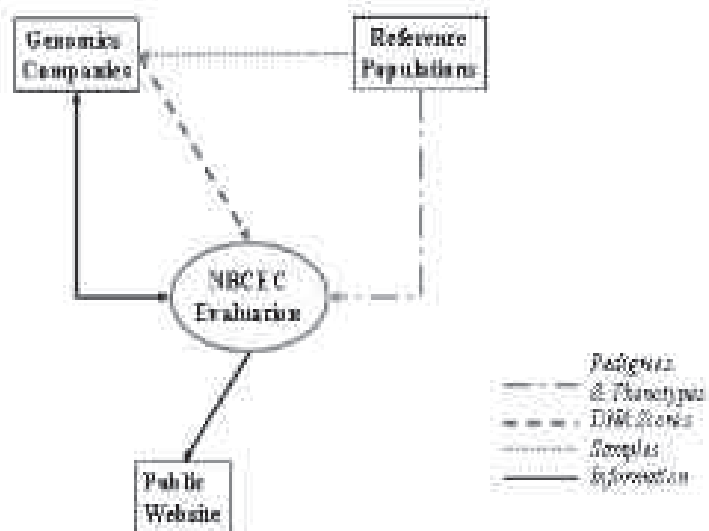 Genomics
Companies
Reference
Populations
NBCEC
Evaluation
Public
Website
Pedigrees
& Phenotypes
DNA Scores
Samples
Information